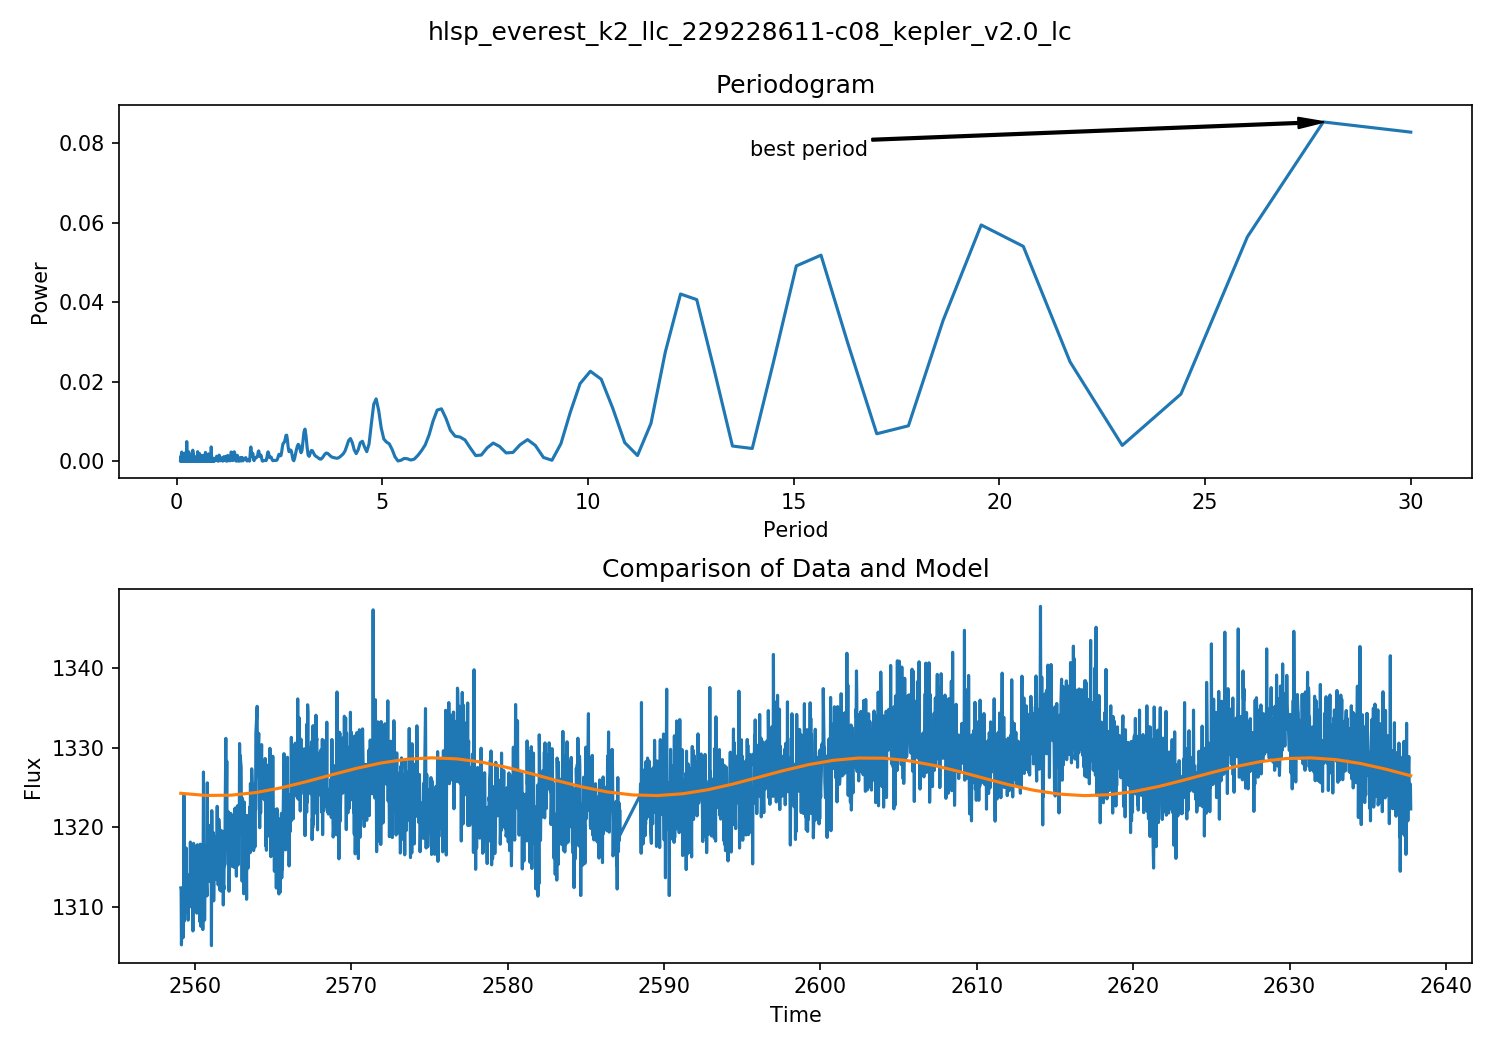 hlsp_everest_k2_llc_229228611-c08_kepler_v2.0_lc
Periodogram
best period
Power
0.08
0.06
0.04
0.02
0.00
0 5 10 15 20 25 30
Period
Comparison of Data and Model
Flux
1340
1330
1320
1310
2560 2570 2580 2590 2600 2610 2620 2630 2640
Time